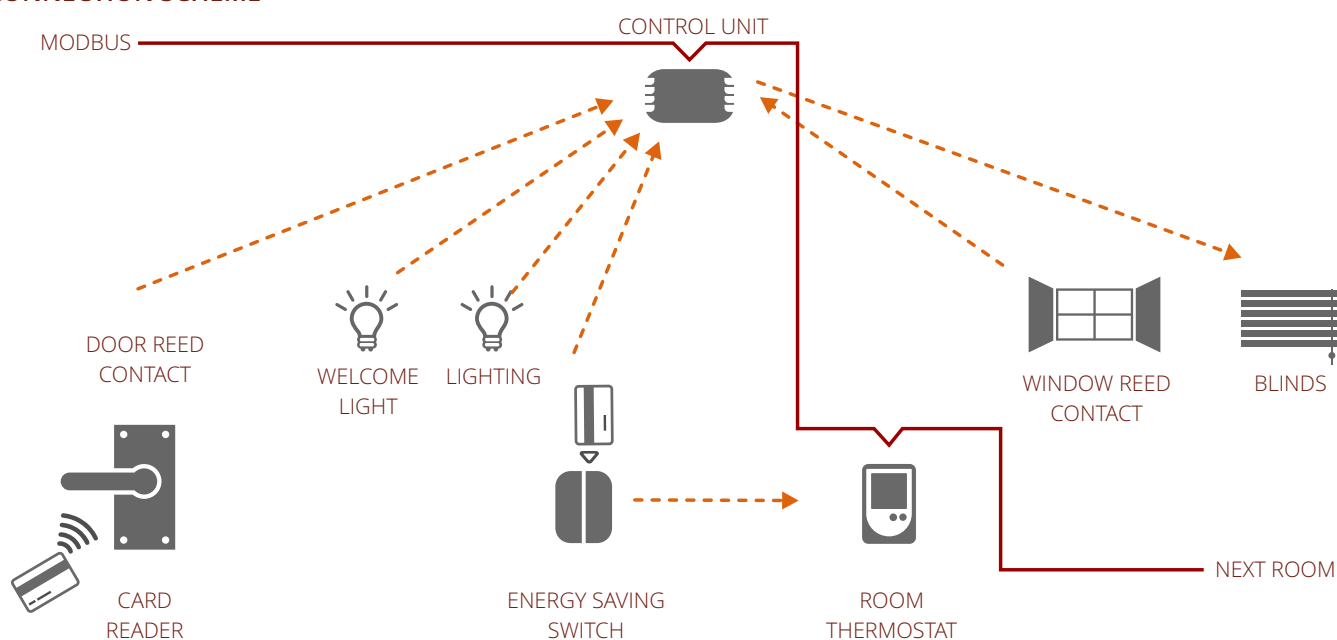 CONTROL UNIT
MODBUS
DOOR REED
CONTACT
WELCOME
LIGHT
LIGHTING
WINDOW REED
CONTACT
BLINDS
CARD
READER
ENERGY SAVING
SWITCH
ROOM
THERMOSTAT
NEXT ROOM